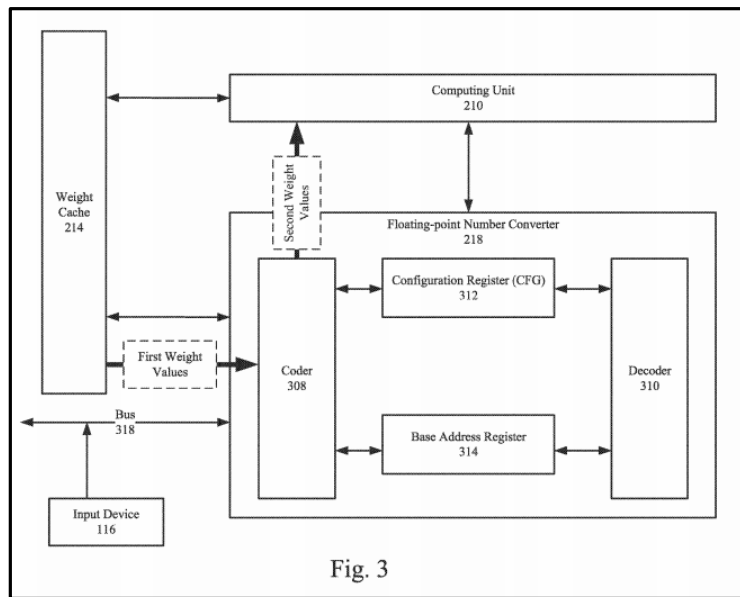 Computing Unit
210
Weight
Cache
214
Second Weight
Values
Floating-point Number Converter
218
Configuration Register (CFG)
312
First Weight
Values
Coder
308
Decoder
310
Bus
318
Base Address Register
314
Input Device
116
Fig. 3